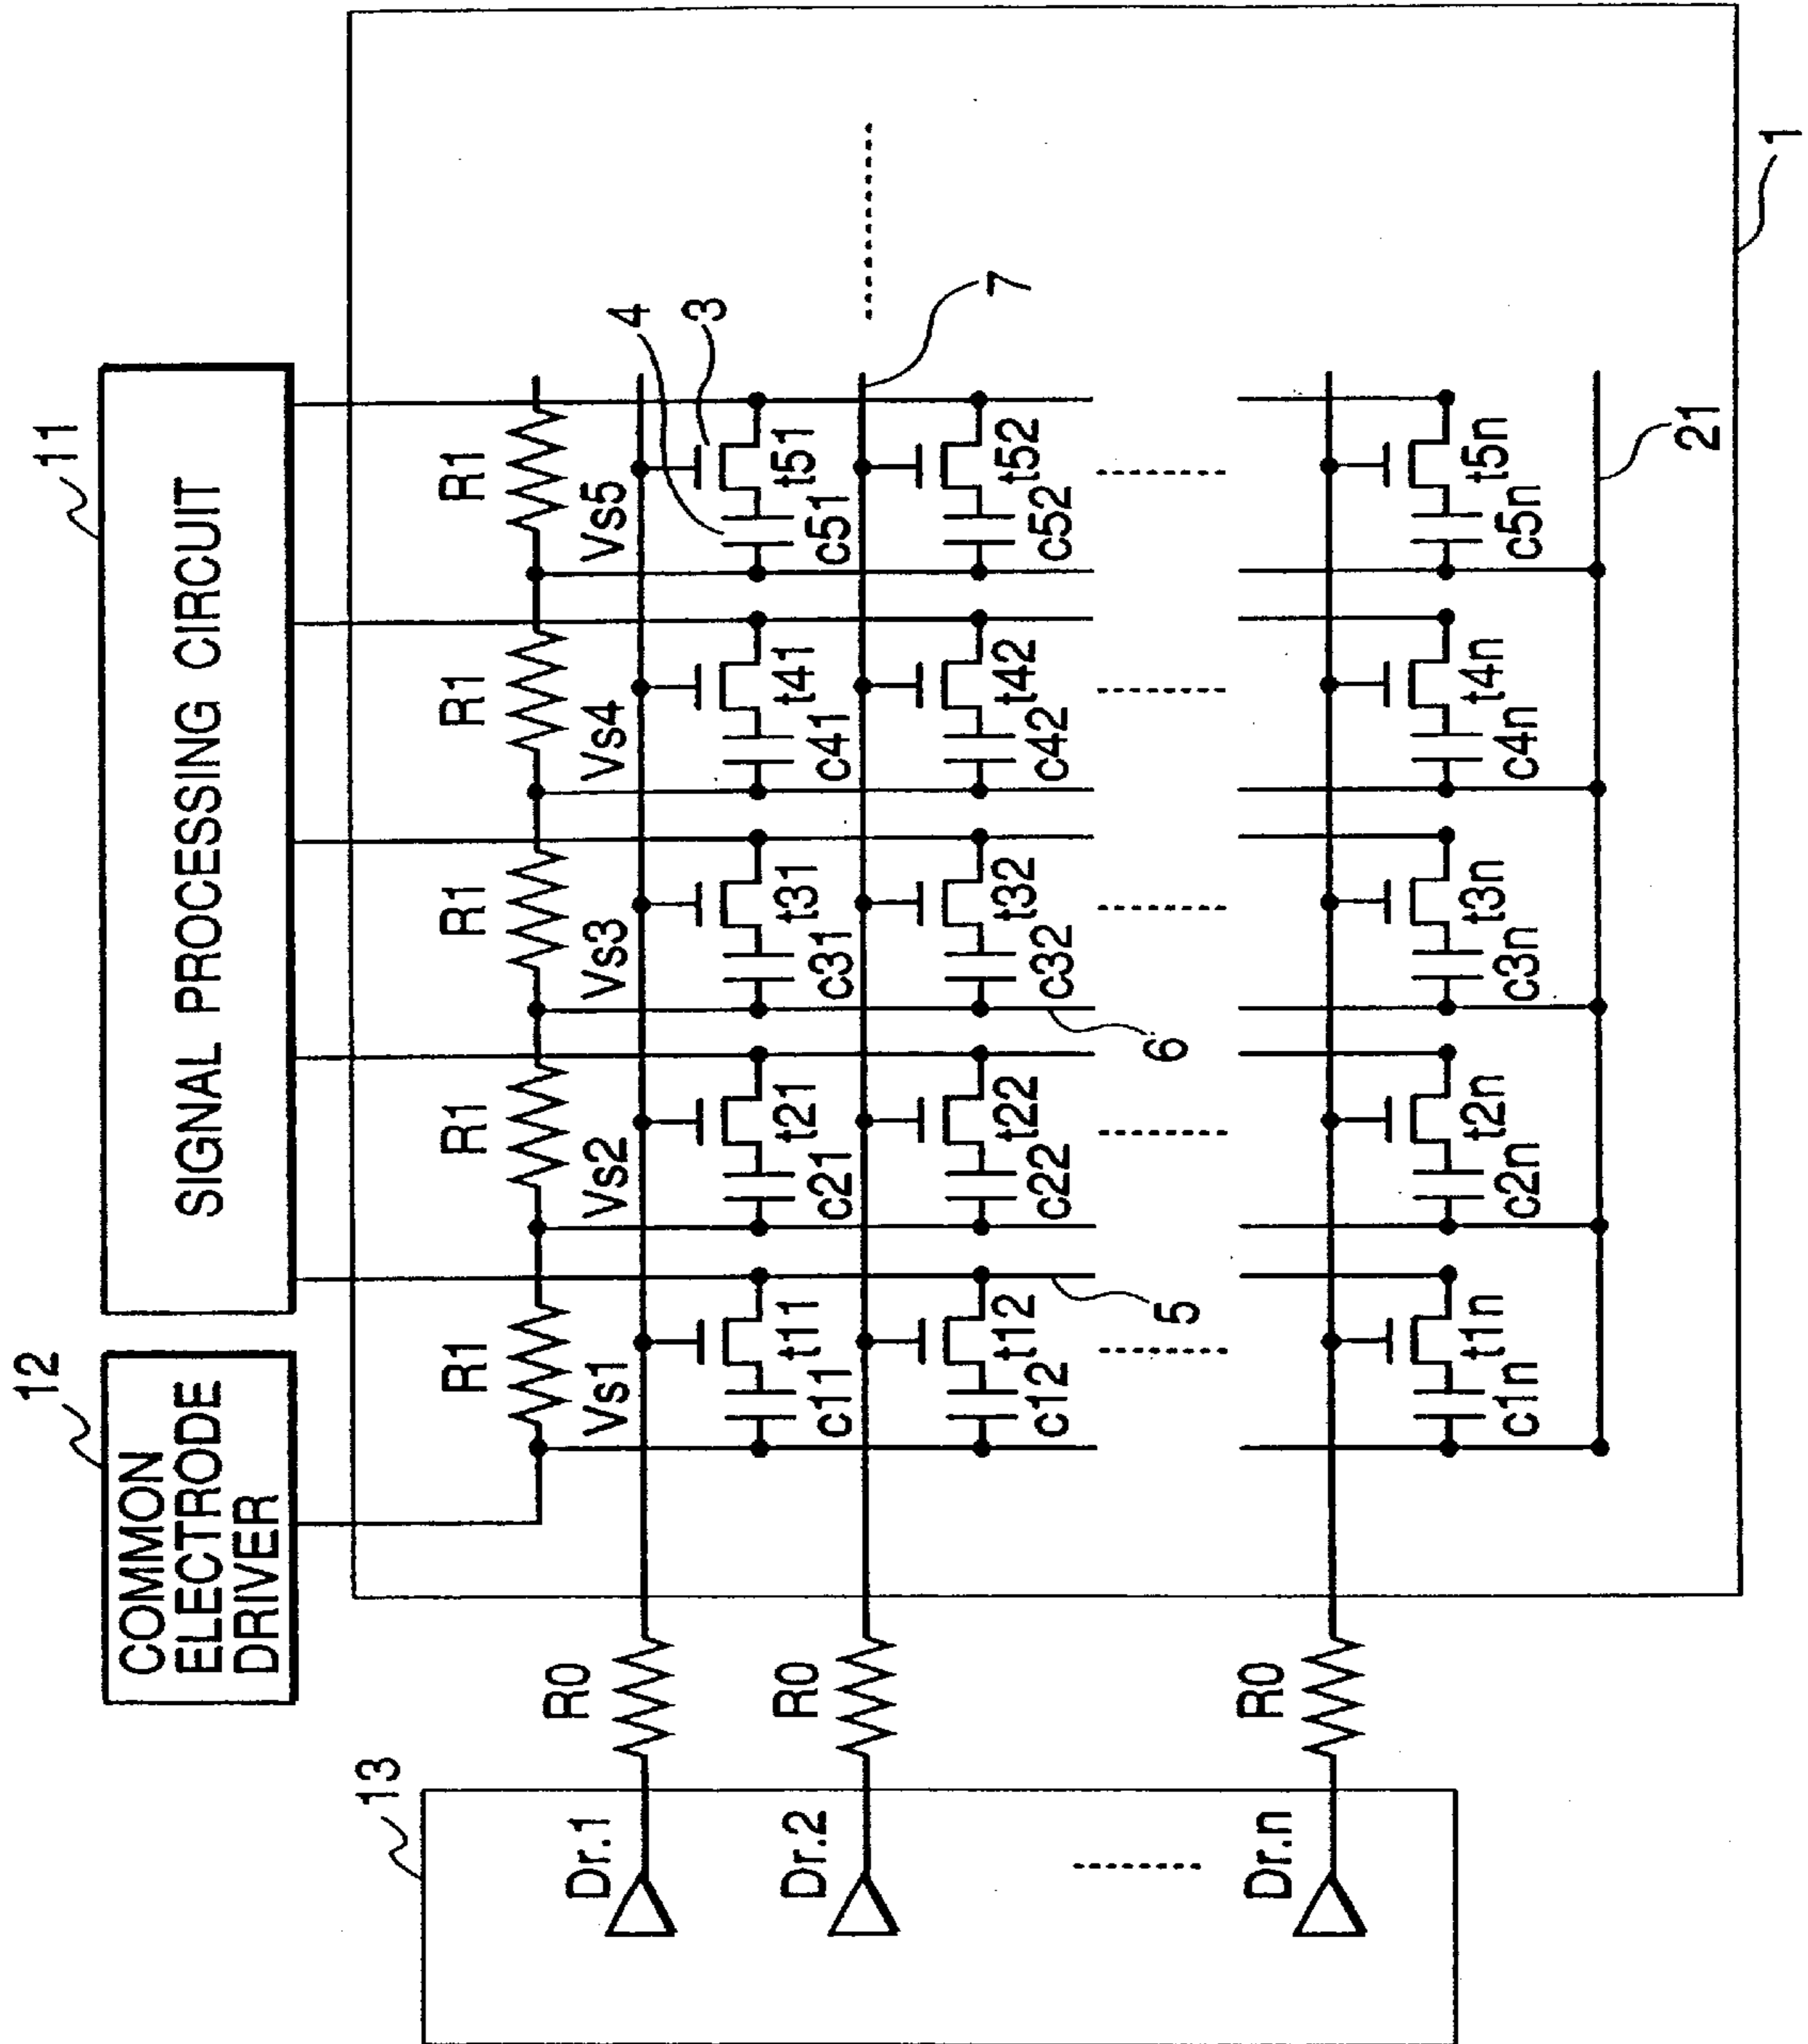 12
COMMON
ELECTRODE
DRIVER
11
SIGNAL PROCESSING CIRCUIT
R1 R1 R1 R1 R1
Vs1 Vs2 Vs3 Vs4 Vs5
4
3
13
Dr.1 R0
c11 t11 c21 t21 c31 t31 c41 t41 c51 t51
7
Dr.2 R0
c12 t12 c22 t22 c32 t32 c42 t42 c52 t52
5
6
Dr.n R0
c1n t1n c2n t2n c3n t3n c4n t4n c5n t5n
21
1